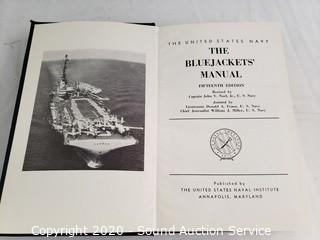 THE UNITED STATES NAVY
THE
BLUEJACKETS'
MANUAL
FIFTEENTH EDITION
Revised by
Captain John V. Noel, Jr., U. S. Navy
Assisted by
Lieutenant Donald A. Franz, U. S. Navy
Chief Journalist William J. Miller, U. S. Navy
Published by
THE UNITED STATES NAVAL INSTITUTE
ANNAPOLIS, MARYLAND
Copyright 2020 - Sound Auction Service